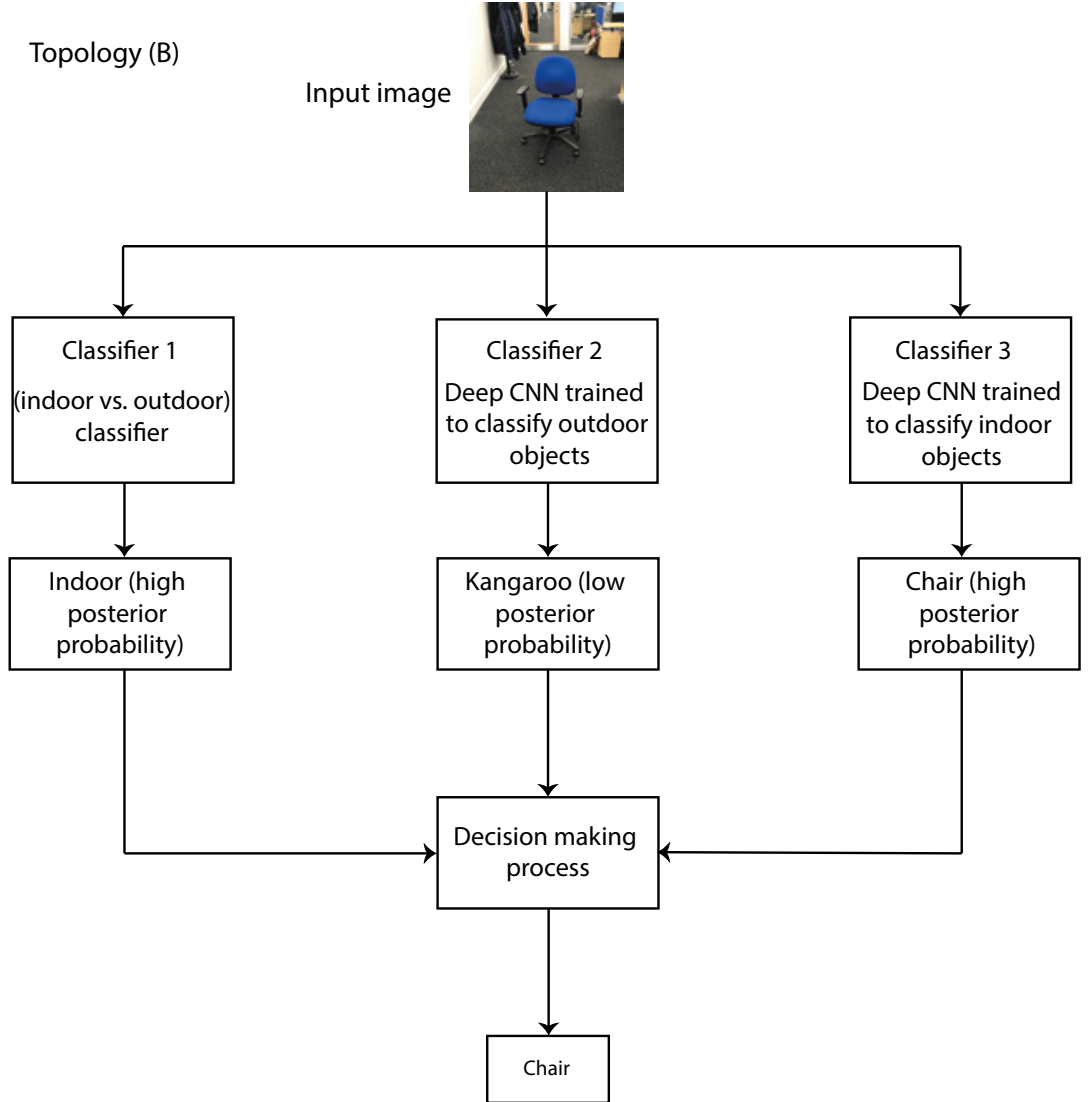 Topology (B)
Input image
Classifier 1
(indoor vs. outdoor)
classifier
Classifier 2
Deep CNN trained
to classify outdoor
objects
Classifier 3
Deep CNN trained
to classify indoor
objects
Indoor (high
posterior
probability)
Kangaroo (low
posterior
probability)
Chair (high
posterior
probability)
Decision making
process
Chair